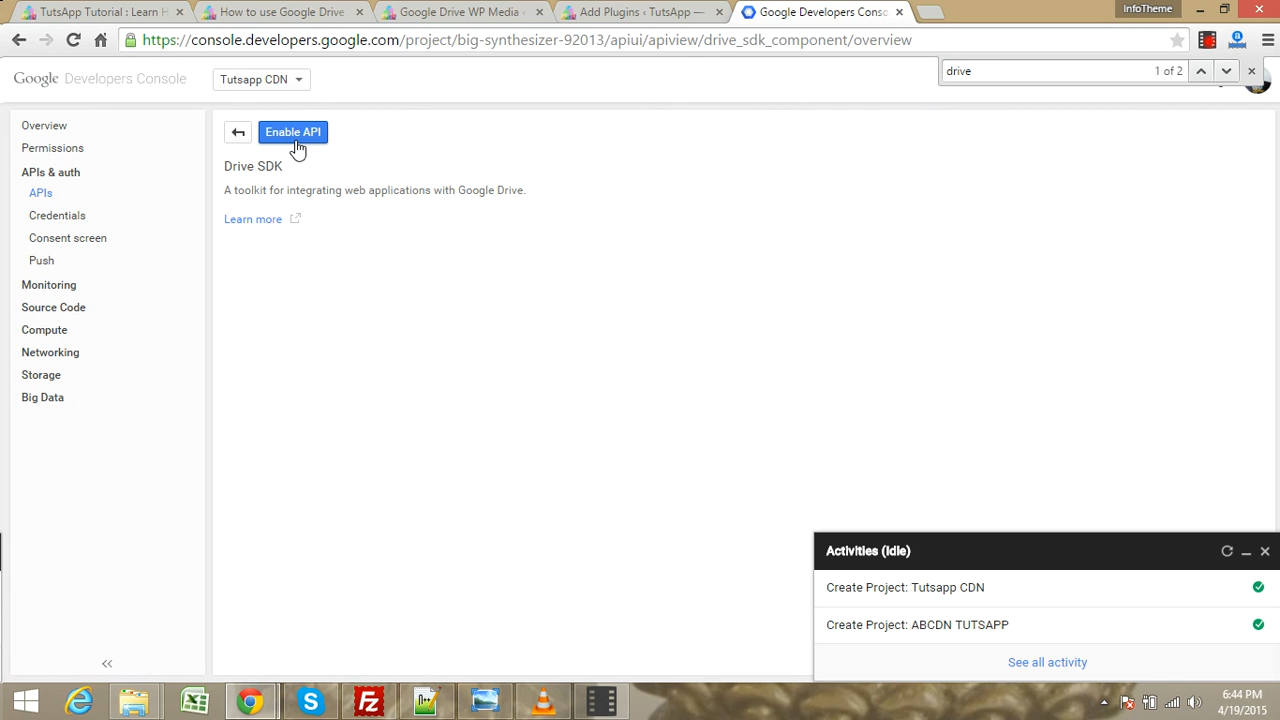 TutsApp Tutorial : Learn H
How to use Google Drive
Google Drive WP Media ‹
Add Plugins ‹ TutsApp —
Google Developers Conso
InfoTheme
https://console.developers.google.com/project/big-synthesizer-92013/apiui/apiview/drive_sdk_component/overview
Google Developers Console
Tutsapp CDN
drive
1 of 2
Overview
Permissions
APIs & auth
APIs
Credentials
Consent screen
Push
Monitoring
Source Code
Compute
Networking
Storage
Big Data
Enable API
Drive SDK
A toolkit for integrating web applications with Google Drive.
Learn more
Activities (Idle)
Create Project: Tutsapp CDN
Create Project: ABCDN TUTSAPP
See all activity
6:44 PM
4/19/2015